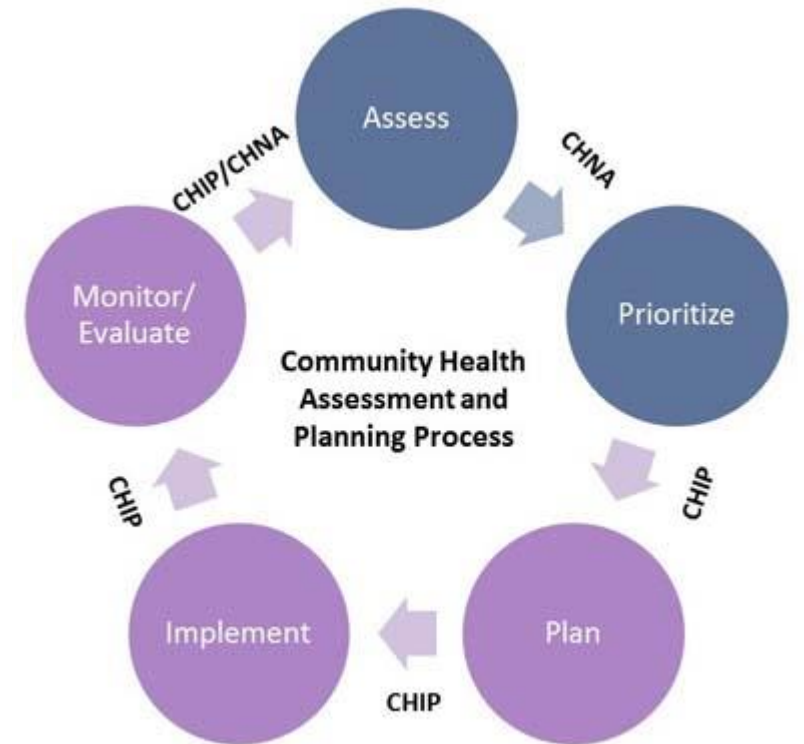 Assess
CHNA
Prioritize
CHIP
Plan
CHIP
Implement
CHIP
Monitor/
Evaluate
CHIP/CHNA
Community Health
Assessment and
Planning Process